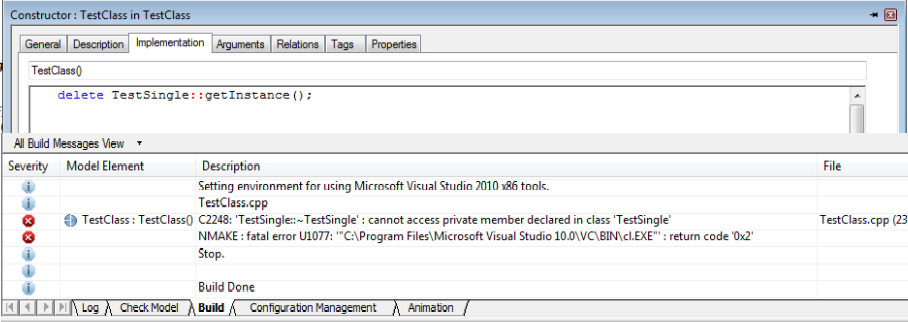 Constructor : TestClass in TestClass
General Description Implementation Arguments Relations Tags Properties
TestClass()
delete TestSingle::getInstance();
All Build Messages View
Severity Model Element Description File
Setting environment for using Microsoft Visual Studio 2010 x86 tools.
TestClass.cpp
TestClass : TestClass() C2248: 'TestSingle::~TestSingle' : cannot access private member declared in class 'TestSingle' TestClass.cpp (23
NMAKE : fatal error U1077: '"C:\Program Files\Microsoft Visual Studio 10.0\VC\BIN\cl.EXE"' : return code '0x2'
Stop.
Build Done
Log Check Model Build Configuration Management Animation